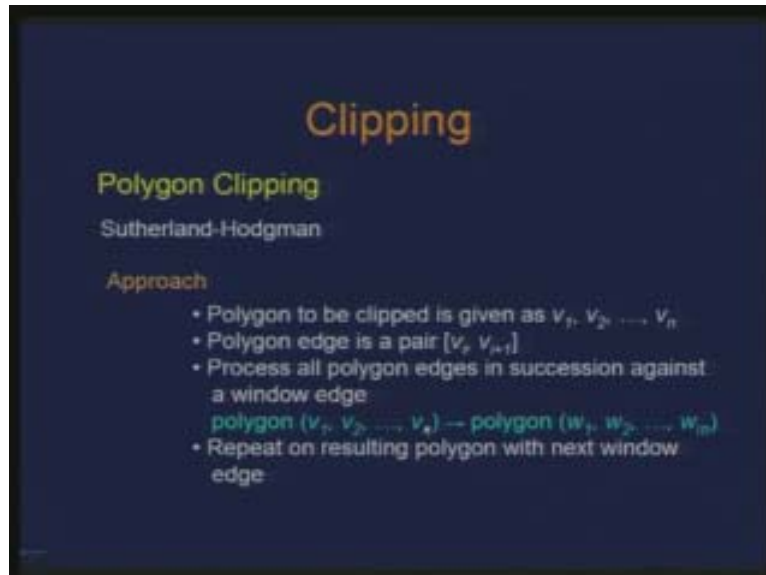 Clipping
Polygon Clipping
Sutherland-Hodgman
Approach
• Polygon to be clipped is given as v₁, v₂, ..., vₙ
• Polygon edge is a pair [vᵢ, vᵢ₊₁]
• Process all polygon edges in succession against
a window edge
polygon (v₁, v₂, ..., vₙ) → polygon (w₁, w₂, ..., wₘ)
• Repeat on resulting polygon with next window
edge